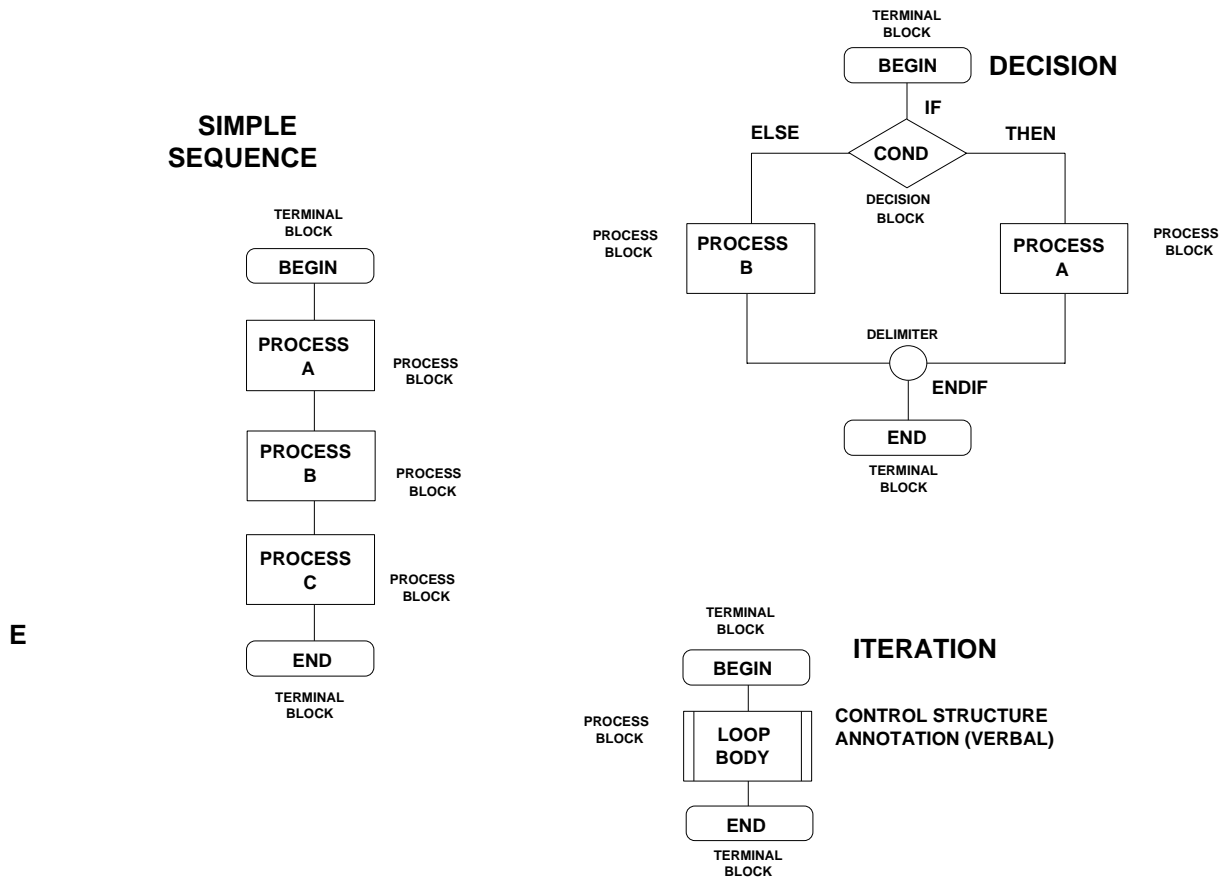 SIMPLE
SEQUENCE
TERMINAL
BLOCK
BEGIN
PROCESS
A
PROCESS
BLOCK
PROCESS
B
PROCESS
BLOCK
PROCESS
C
PROCESS
BLOCK
END
TERMINAL
BLOCK
E
TERMINAL
BLOCK
BEGIN
DECISION
IF
ELSE
THEN
COND
DECISION
BLOCK
PROCESS
BLOCK
PROCESS
B
PROCESS
A
PROCESS
BLOCK
DELIMITER
ENDIF
END
TERMINAL
BLOCK
TERMINAL
BLOCK
ITERATION
BEGIN
PROCESS
BLOCK
LOOP
BODY
CONTROL STRUCTURE
ANNOTATION (VERBAL)
END
TERMINAL
BLOCK